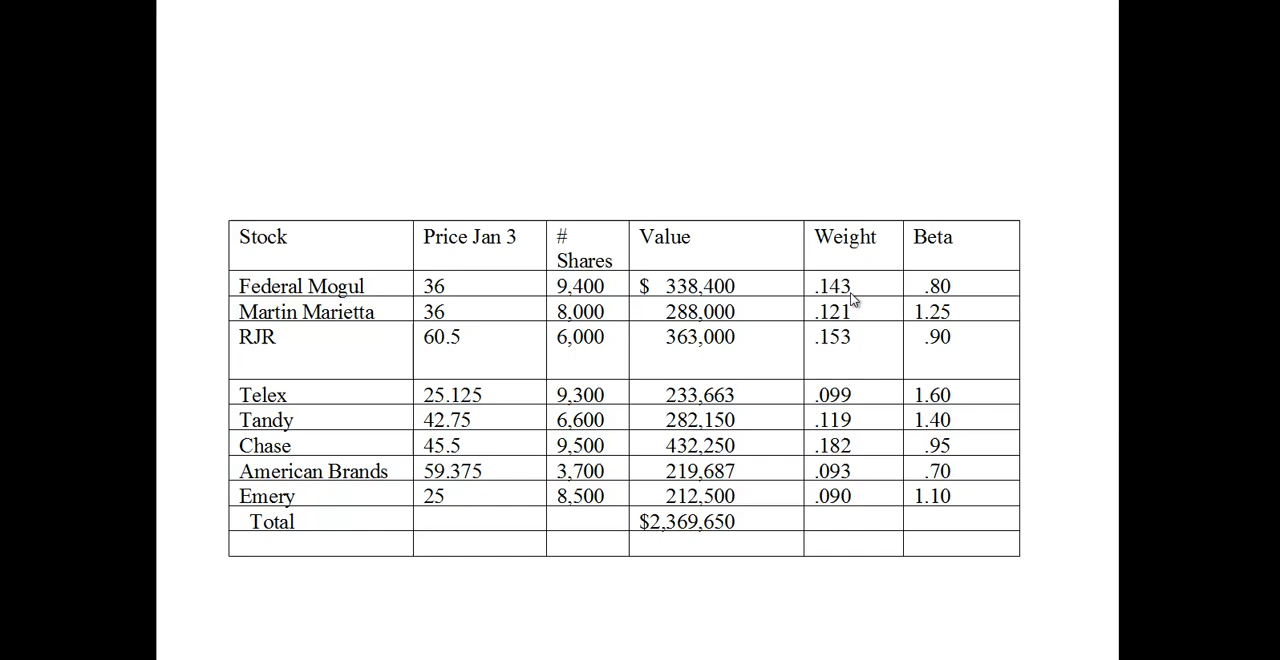 Stock Price Jan 3 # Shares Value Weight Beta
Federal Mogul 36 9,400 $ 338,400 .143 .80
Martin Marietta 36 8,000 288,000 .121 1.25
RJR 60.5 6,000 363,000 .153 .90
Telex 25.125 9,300 233,663 .099 1.60
Tandy 42.75 6,600 282,150 .119 1.40
Chase 45.5 9,500 432,250 .182 .95
American Brands 59.375 3,700 219,687 .093 .70
Emery 25 8,500 212,500 .090 1.10
Total $2,369,650